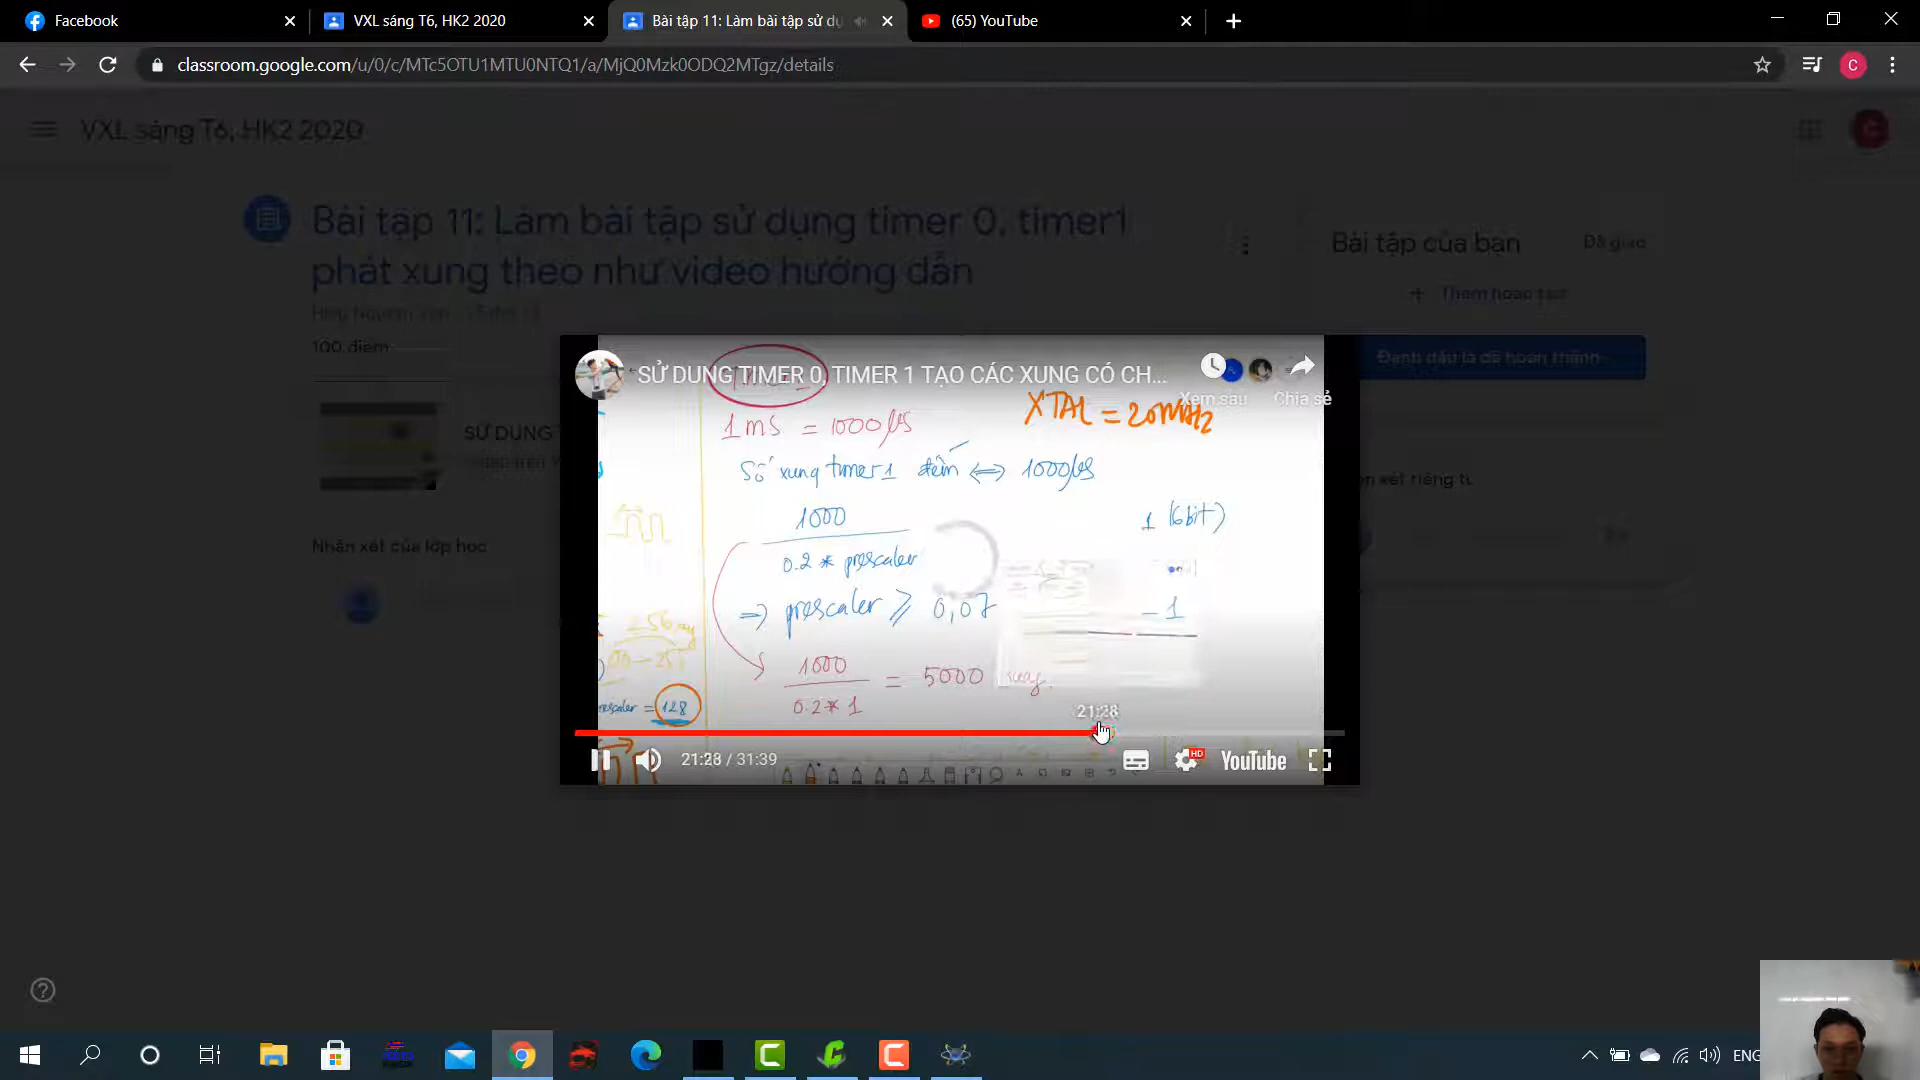 Facebook
VXL sáng T6, HK2 2020
Bài tập 11: Làm bài tập sử dụ
(65) YouTube
classroom.google.com/u/0/c/MTc5OTU1MTU0NTQ1/a/MjQ0Mzk0ODQ2MTgz/details
C
VXL sáng T6, HK2 2020
Bài tập 11: Làm bài tập sử dụng timer 0, timer1
phát xung theo như video hướng dẫn
Bài tập của bạn
Đã giao
100 điểm
Thêm hoặc tạo
Đánh dấu là đã hoàn thành
SỬ DỤNG T
Nhận xét của lớp học
SỬ DỤNG TIMER 0, TIMER 1 TẠO CÁC XUNG CÓ CH...
Xem sau
Chia sẻ
XTAL = 20MHz
1ms = 1000µs
Số xung timer 1 đếm ⟺ 1000µs
1000
0.2 * prescaler
1 (6bit)
⇒ prescaler ≥ 0,07
- 1
1000
0.2 * 1
= 5000 xung
prescaler = 128
21:28
21:28 / 31:39
HD
YouTube
ENG